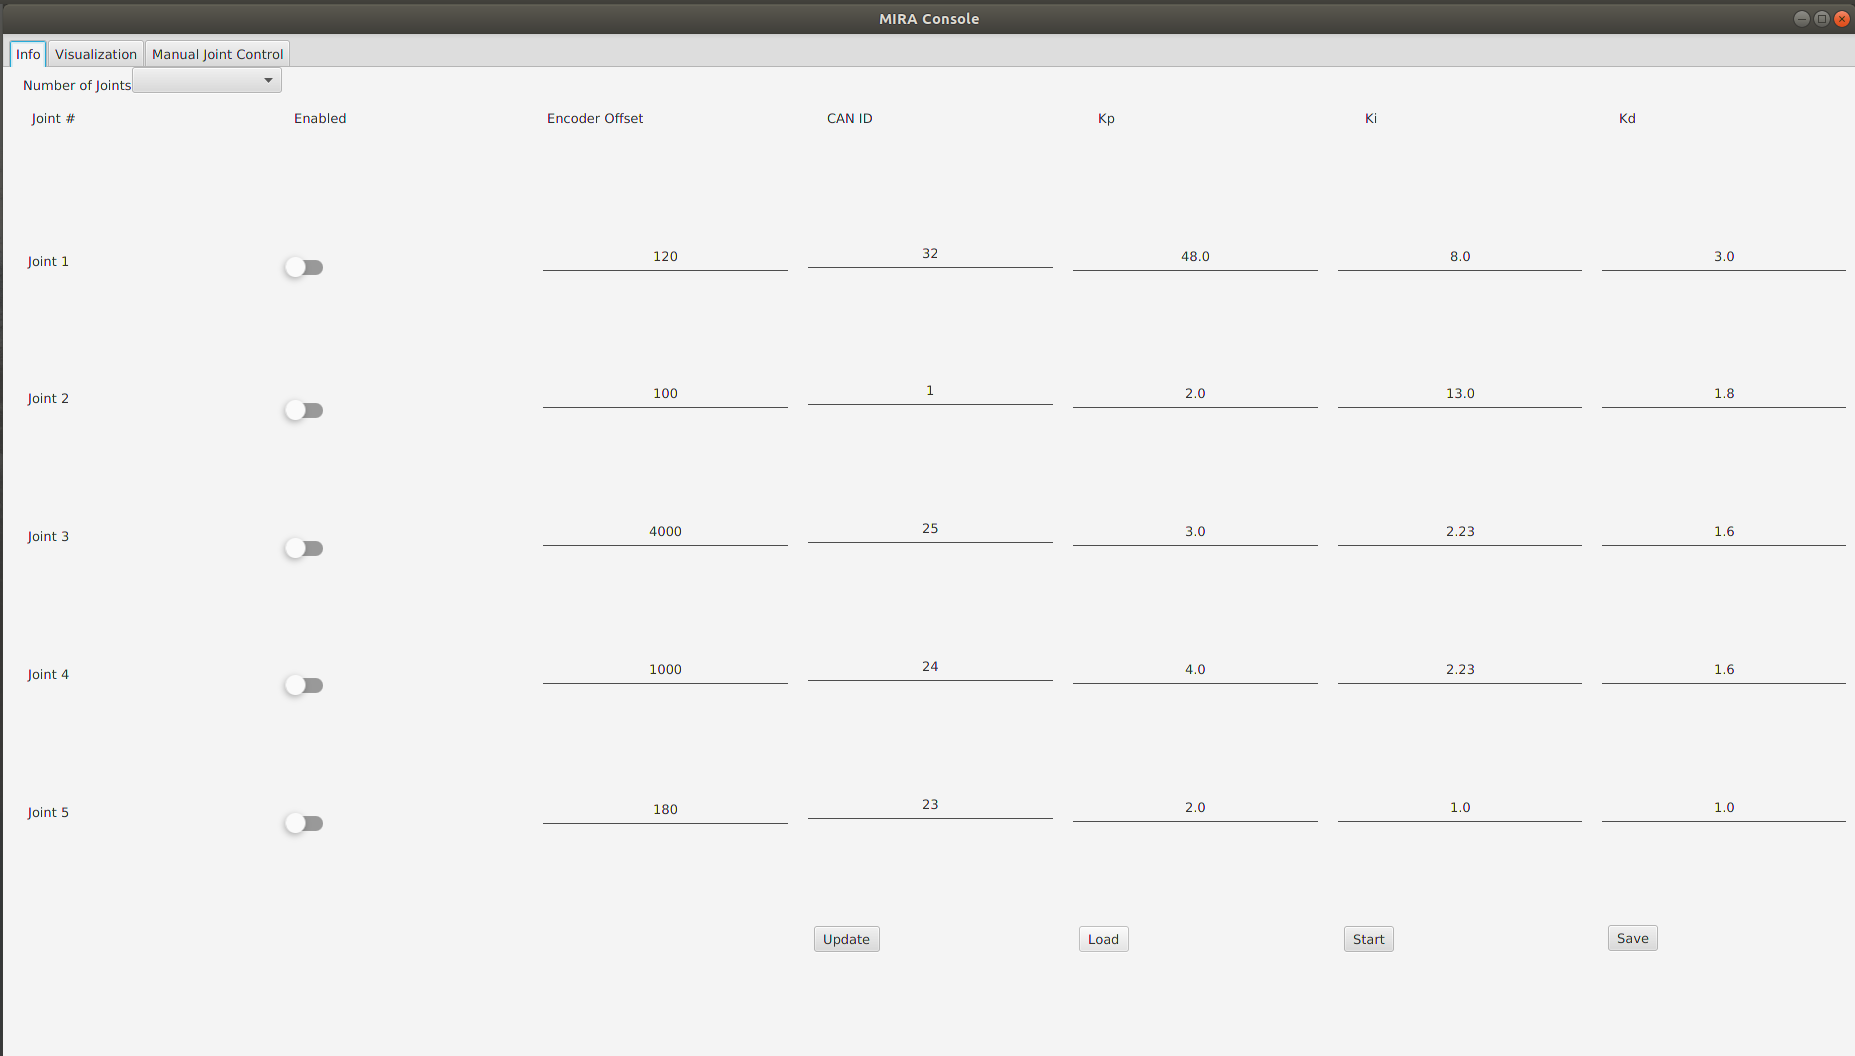 MIRA Console
Info Visualization Manual Joint Control
Number of Joints
Joint # Enabled Encoder Offset CAN ID Kp Ki Kd
Joint 1 120 32 48.0 8.0 3.0
Joint 2 100 1 2.0 13.0 1.8
Joint 3 4000 25 3.0 2.23 1.6
Joint 4 1000 24 4.0 2.23 1.6
Joint 5 180 23 2.0 1.0 1.0
Update Load Start Save